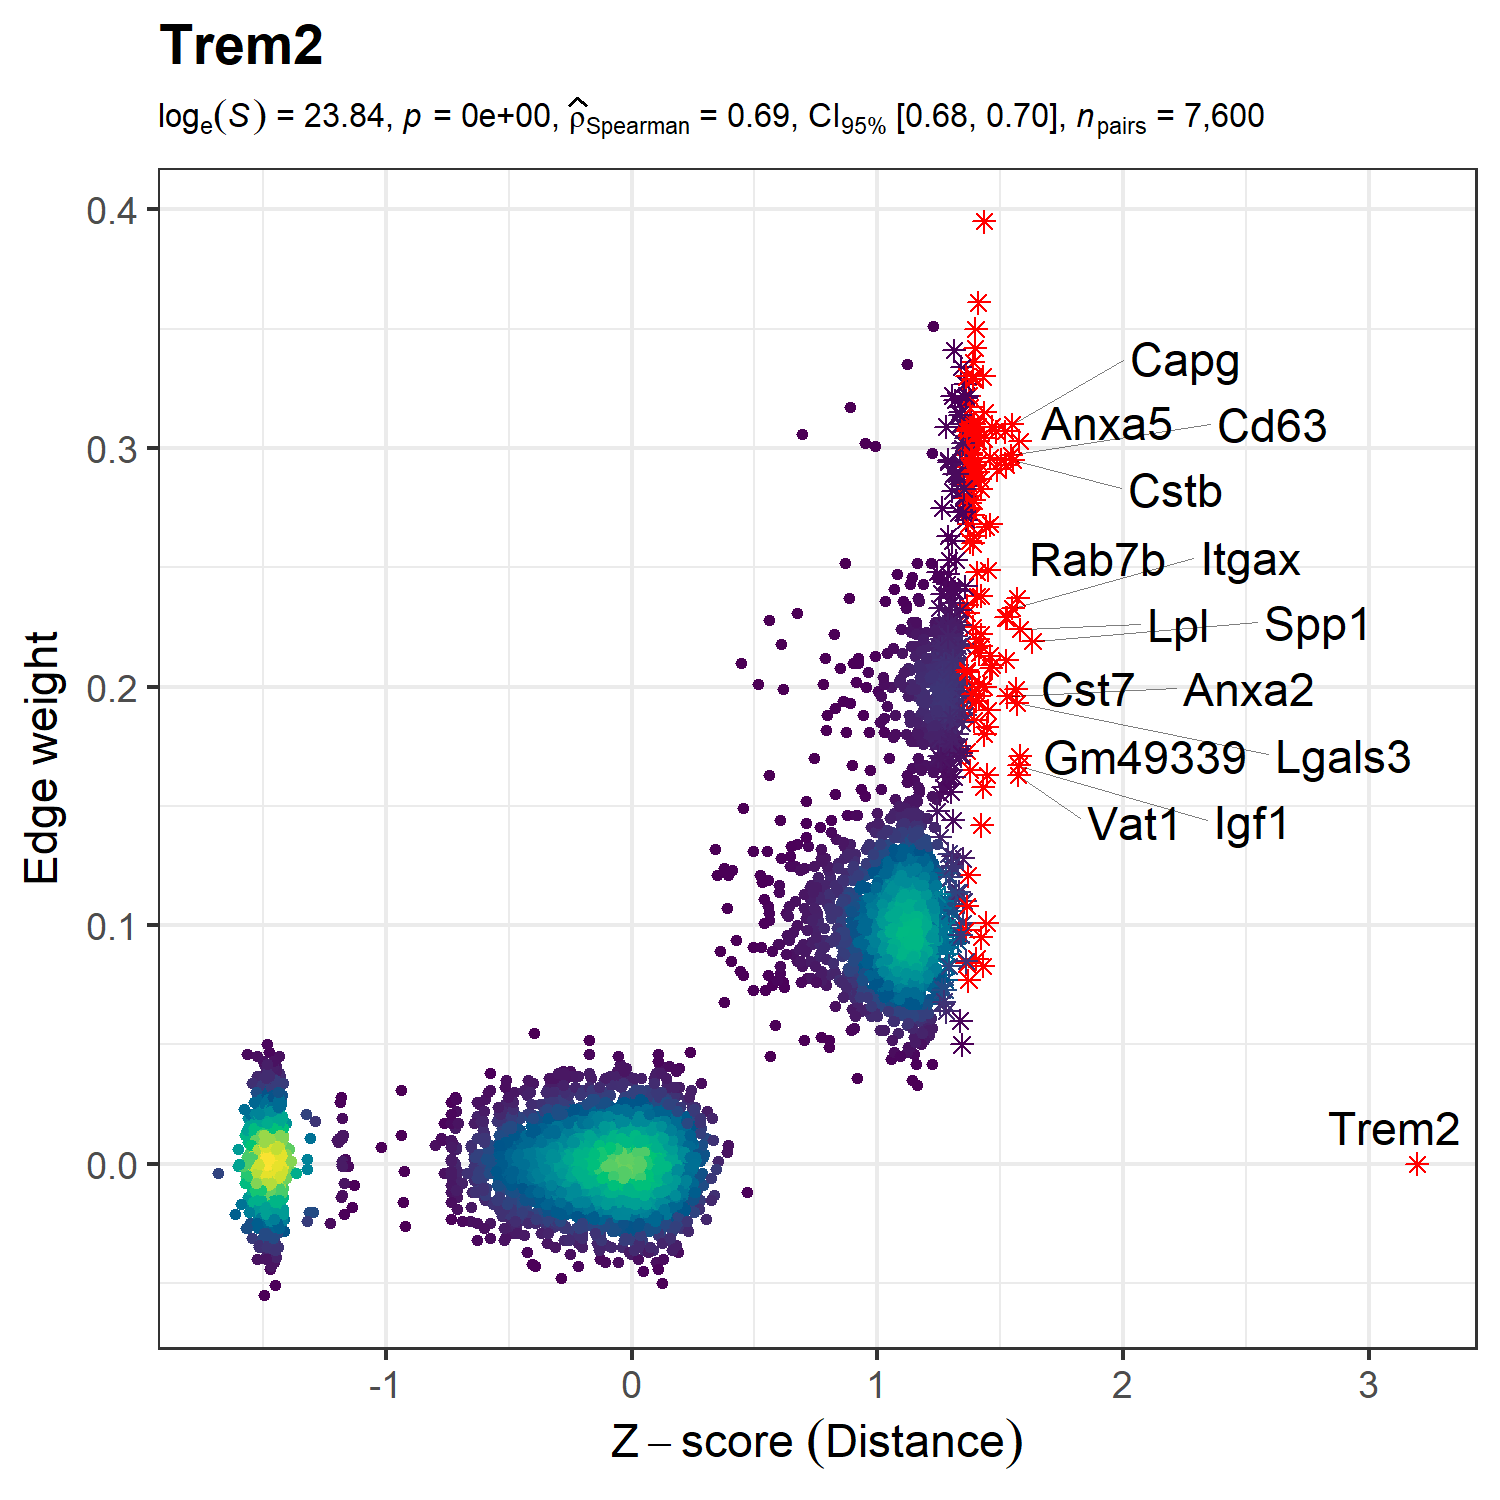 Trem2
logₑ(S) = 23.84, p = 0e+00, ρ̂Spearman = 0.69, CI95% [0.68, 0.70], npairs = 7,600
0.4
Capg
Anxa5 Cd63
0.3
Cstb
Rab7b Itgax
Lpl Spp1
0.2
Cst7 Anxa2
Gm49339 Lgals3
Vat1 Igf1
0.1
Trem2
0.0
Edge weight
-1 0 1 2 3
Z – score (Distance)